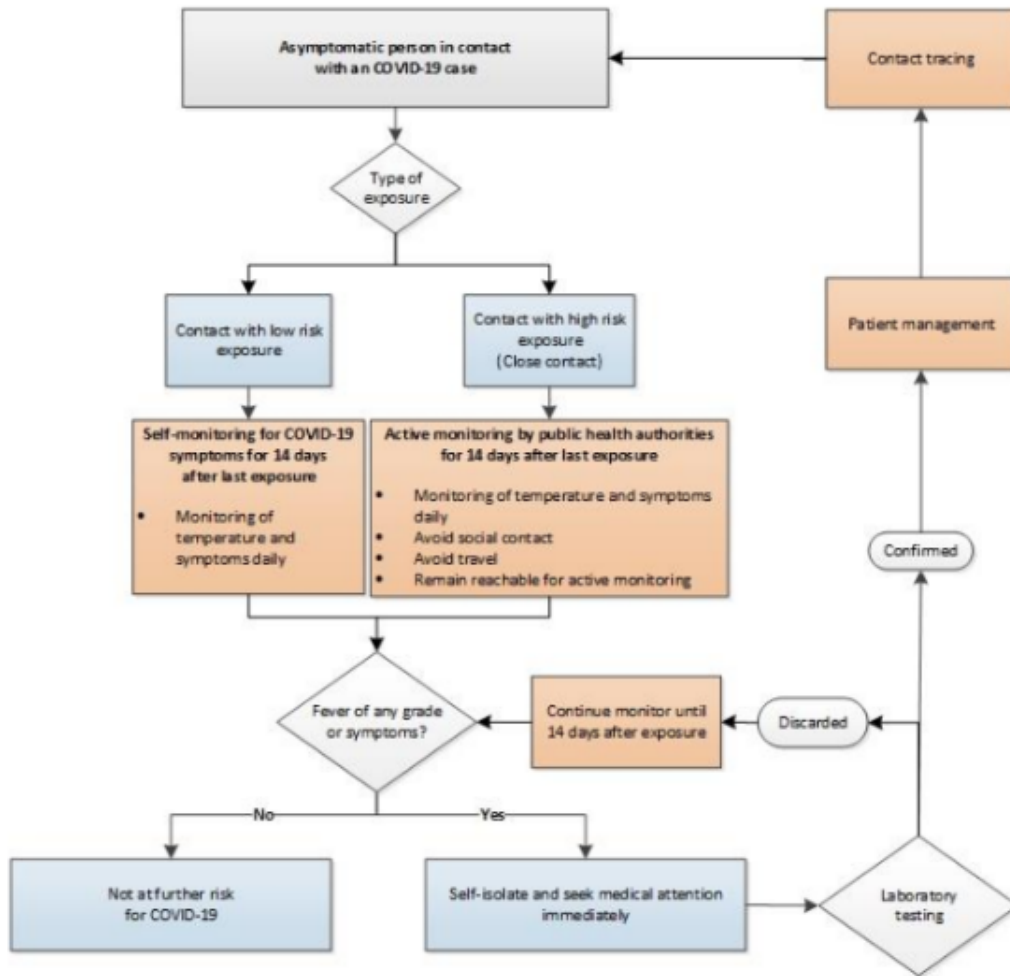 Asymptomatic person in contact
with an COVID-19 case
Contact tracing
Type of
exposure
Contact with low risk
exposure
Contact with high risk
exposure
(Close contact)
Patient management
Self-monitoring for COVID-19
symptoms for 14 days
after last exposure
• Monitoring of
temperature and
symptoms daily
Active monitoring by public health authorities
for 14 days after last exposure
• Monitoring of temperature and symptoms
daily
• Avoid social contact
• Avoid travel
• Remain reachable for active monitoring
Confirmed
Fever of any grade
or symptoms?
Continue monitor until
14 days after exposure
Discarded
No
Yes
Not at further risk
for COVID-19
Self-isolate and seek medical attention
immediately
Laboratory
testing